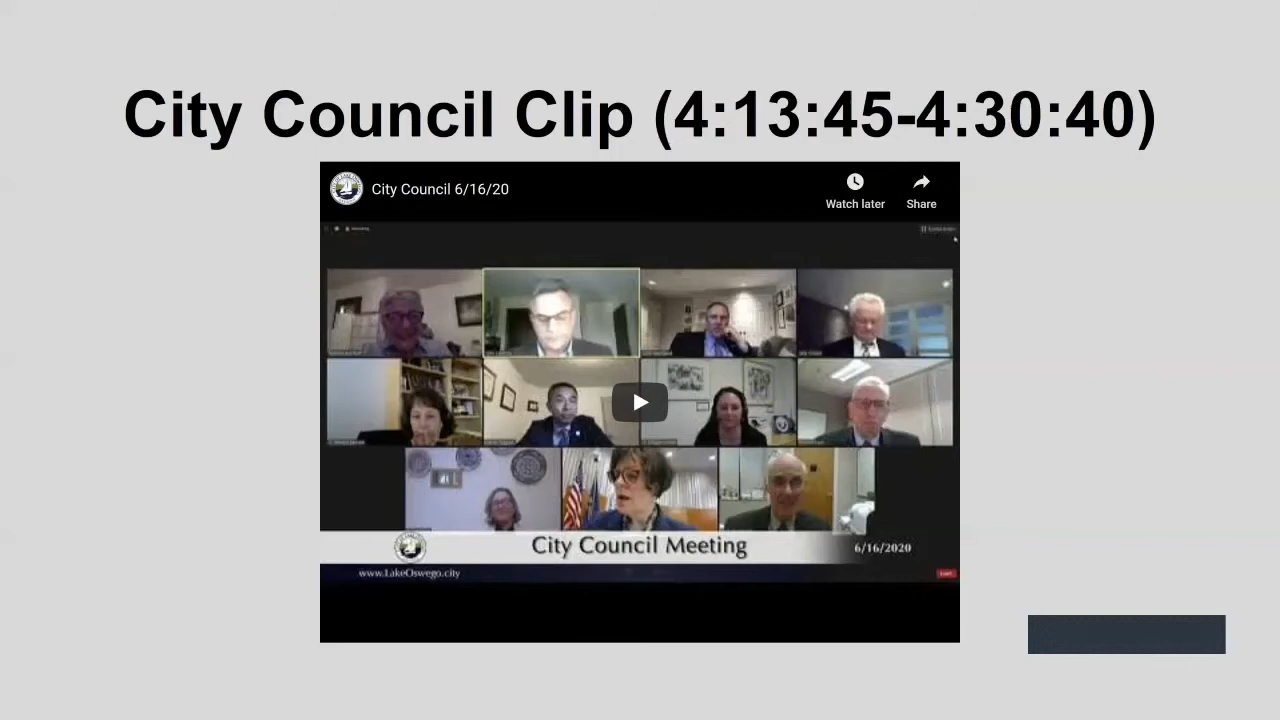 City Council Clip (4:13:45-4:30:40)
City Council 6/16/20
Watch later
Share
City Council Meeting
6/16/2020
www.LakeOswego.city